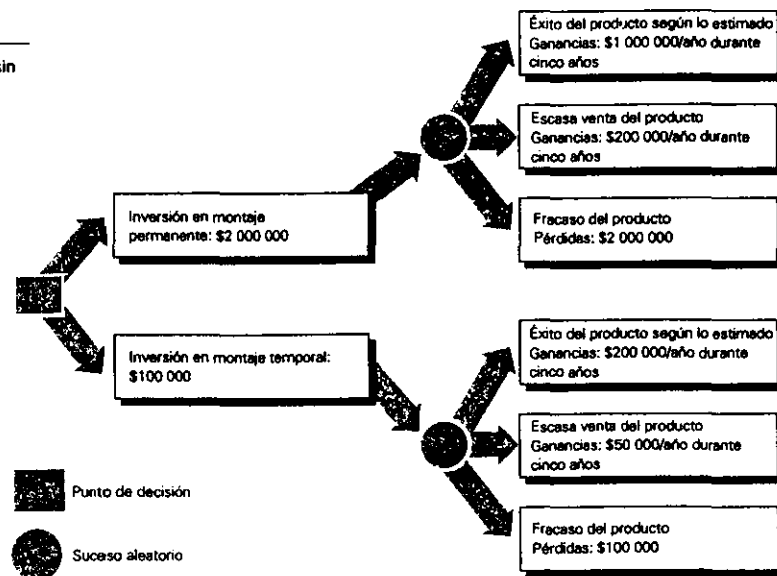 sin
Éxito del producto según lo estimado
Ganancias: $1 000 000/año durante
cinco años
Escasa venta del producto
Ganancias: $200 000/año durante
cinco años
Inversión en montaje
permanente: $2 000 000
Fracaso del producto
Pérdidas: $2 000 000
Inversión en montaje temporal:
$100 000
Éxito del producto según lo estimado
Ganancias: $200 000/año durante
cinco años
Escasa venta del producto
Ganancias: $50 000/año durante
cinco años
Fracaso del producto
Pérdidas: $100 000
Punto de decisión
Suceso aleatorio